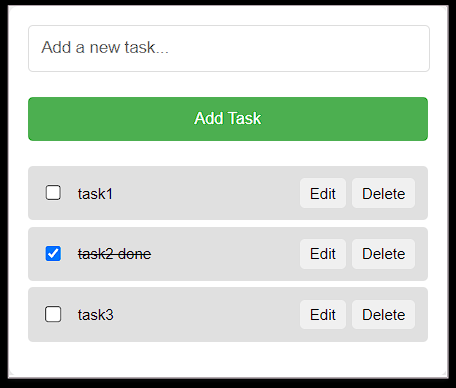 Add a new task...
Add Task
task1 Edit Delete
task2 done Edit Delete
task3 Edit Delete